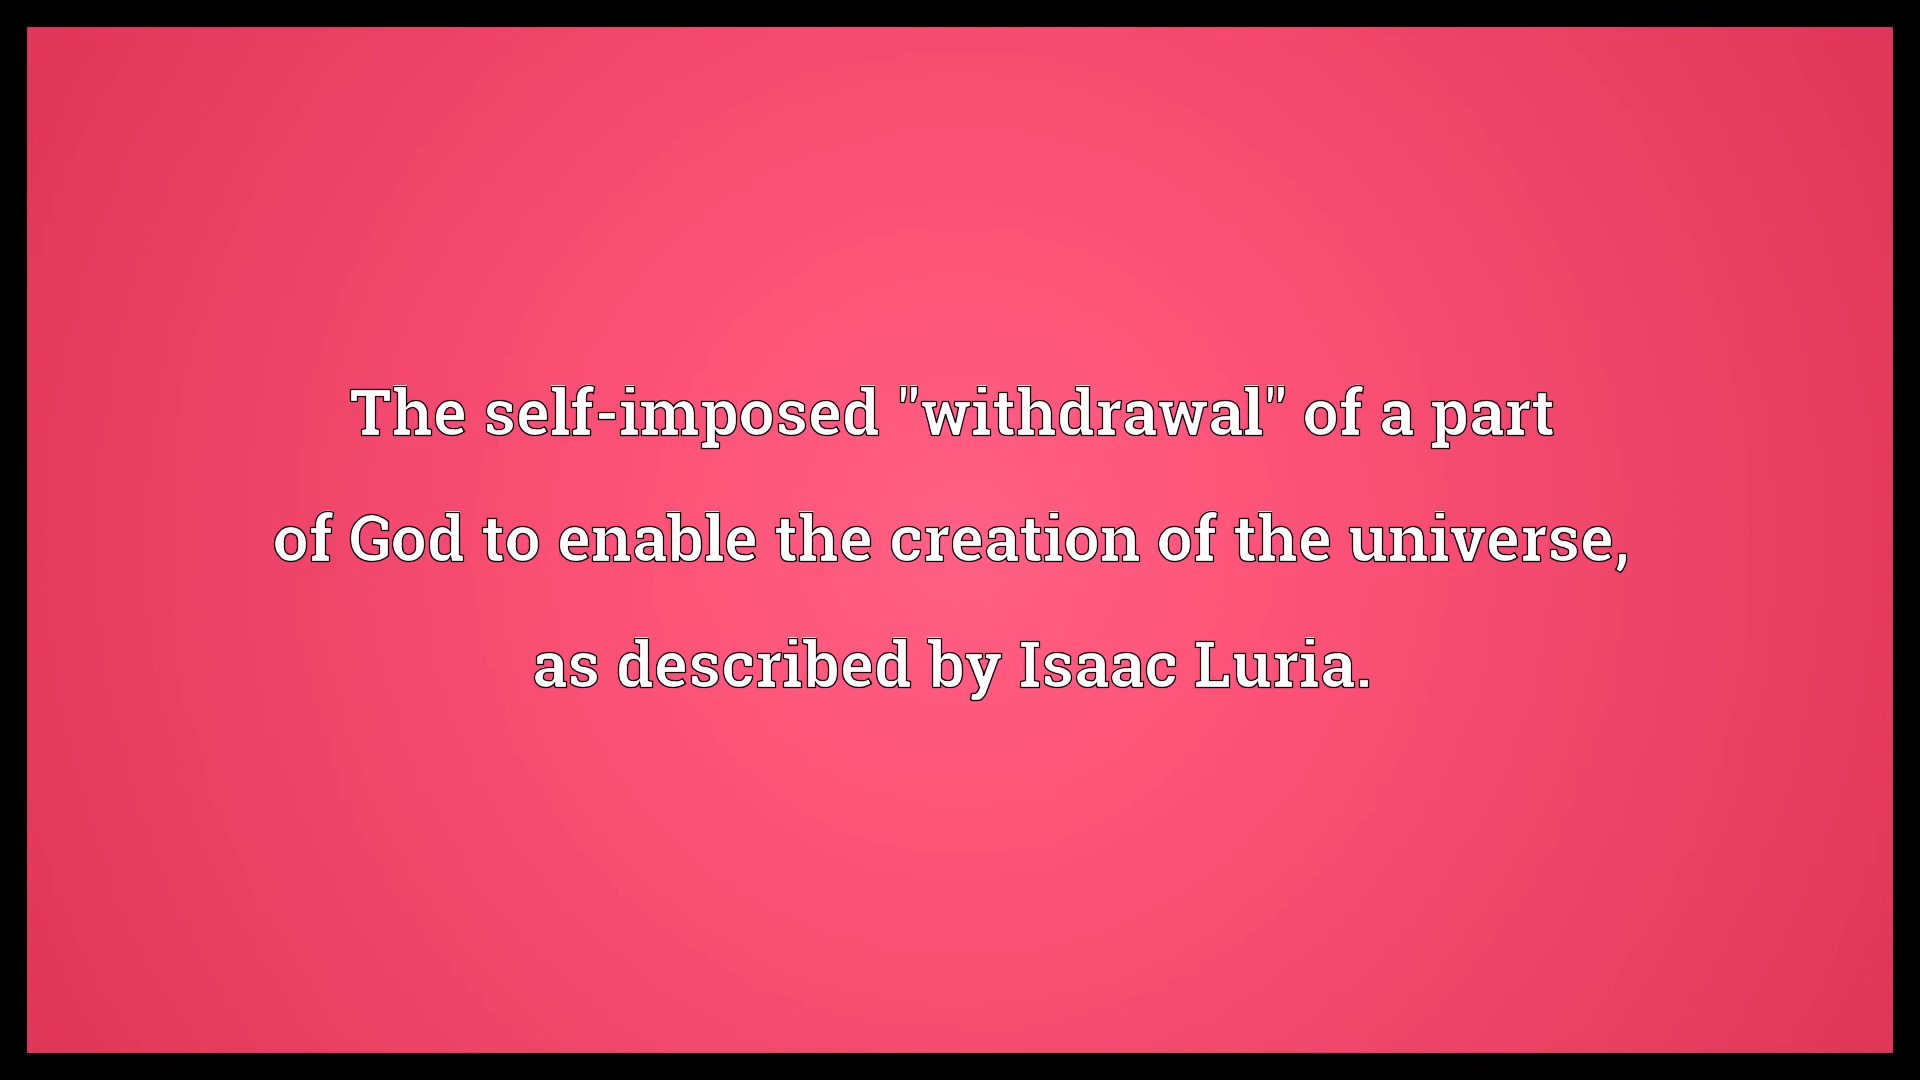 The self-imposed "withdrawal" of a part
of God to enable the creation of the universe,
as described by Isaac Luria.